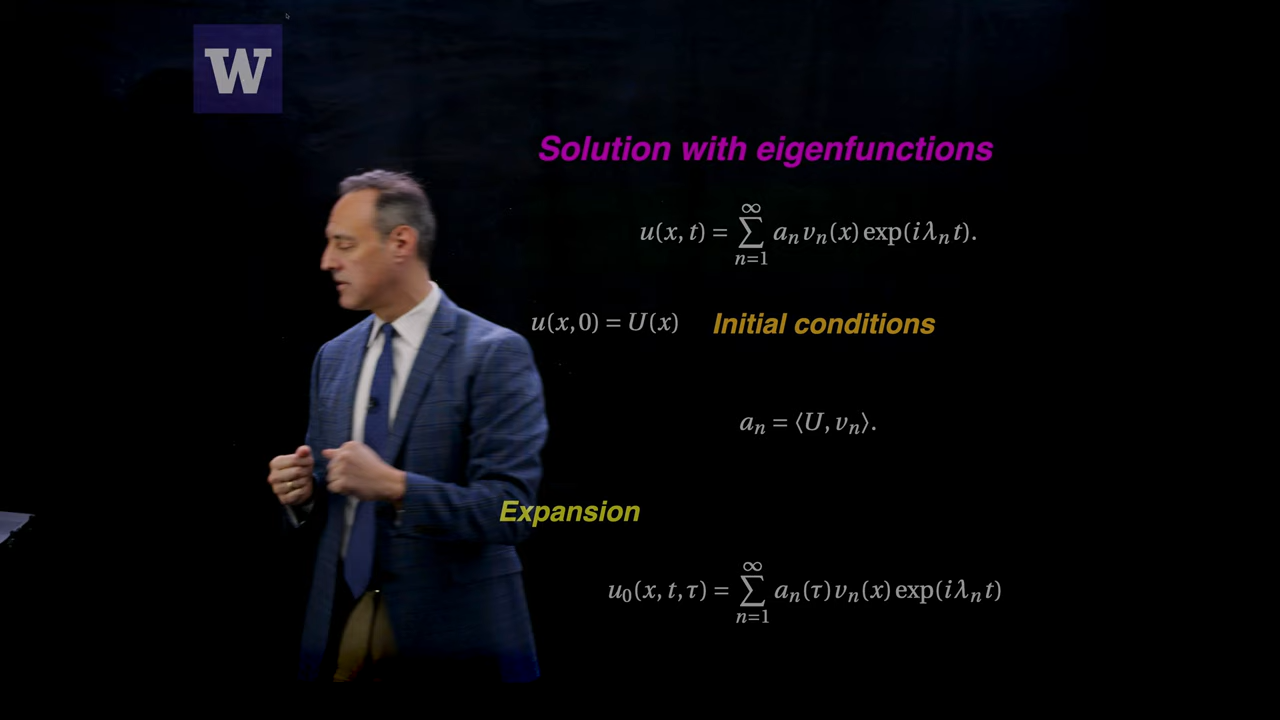 W
Solution with eigenfunctions
u(x,t) = ∑_{n=1}^{∞} a_n v_n(x) exp(iλ_n t).
u(x,0) = U(x) Initial conditions
a_n = ⟨U, v_n⟩.
Expansion
u_0(x,t,τ) = ∑_{n=1}^{∞} a_n(τ) v_n(x) exp(iλ_n t)